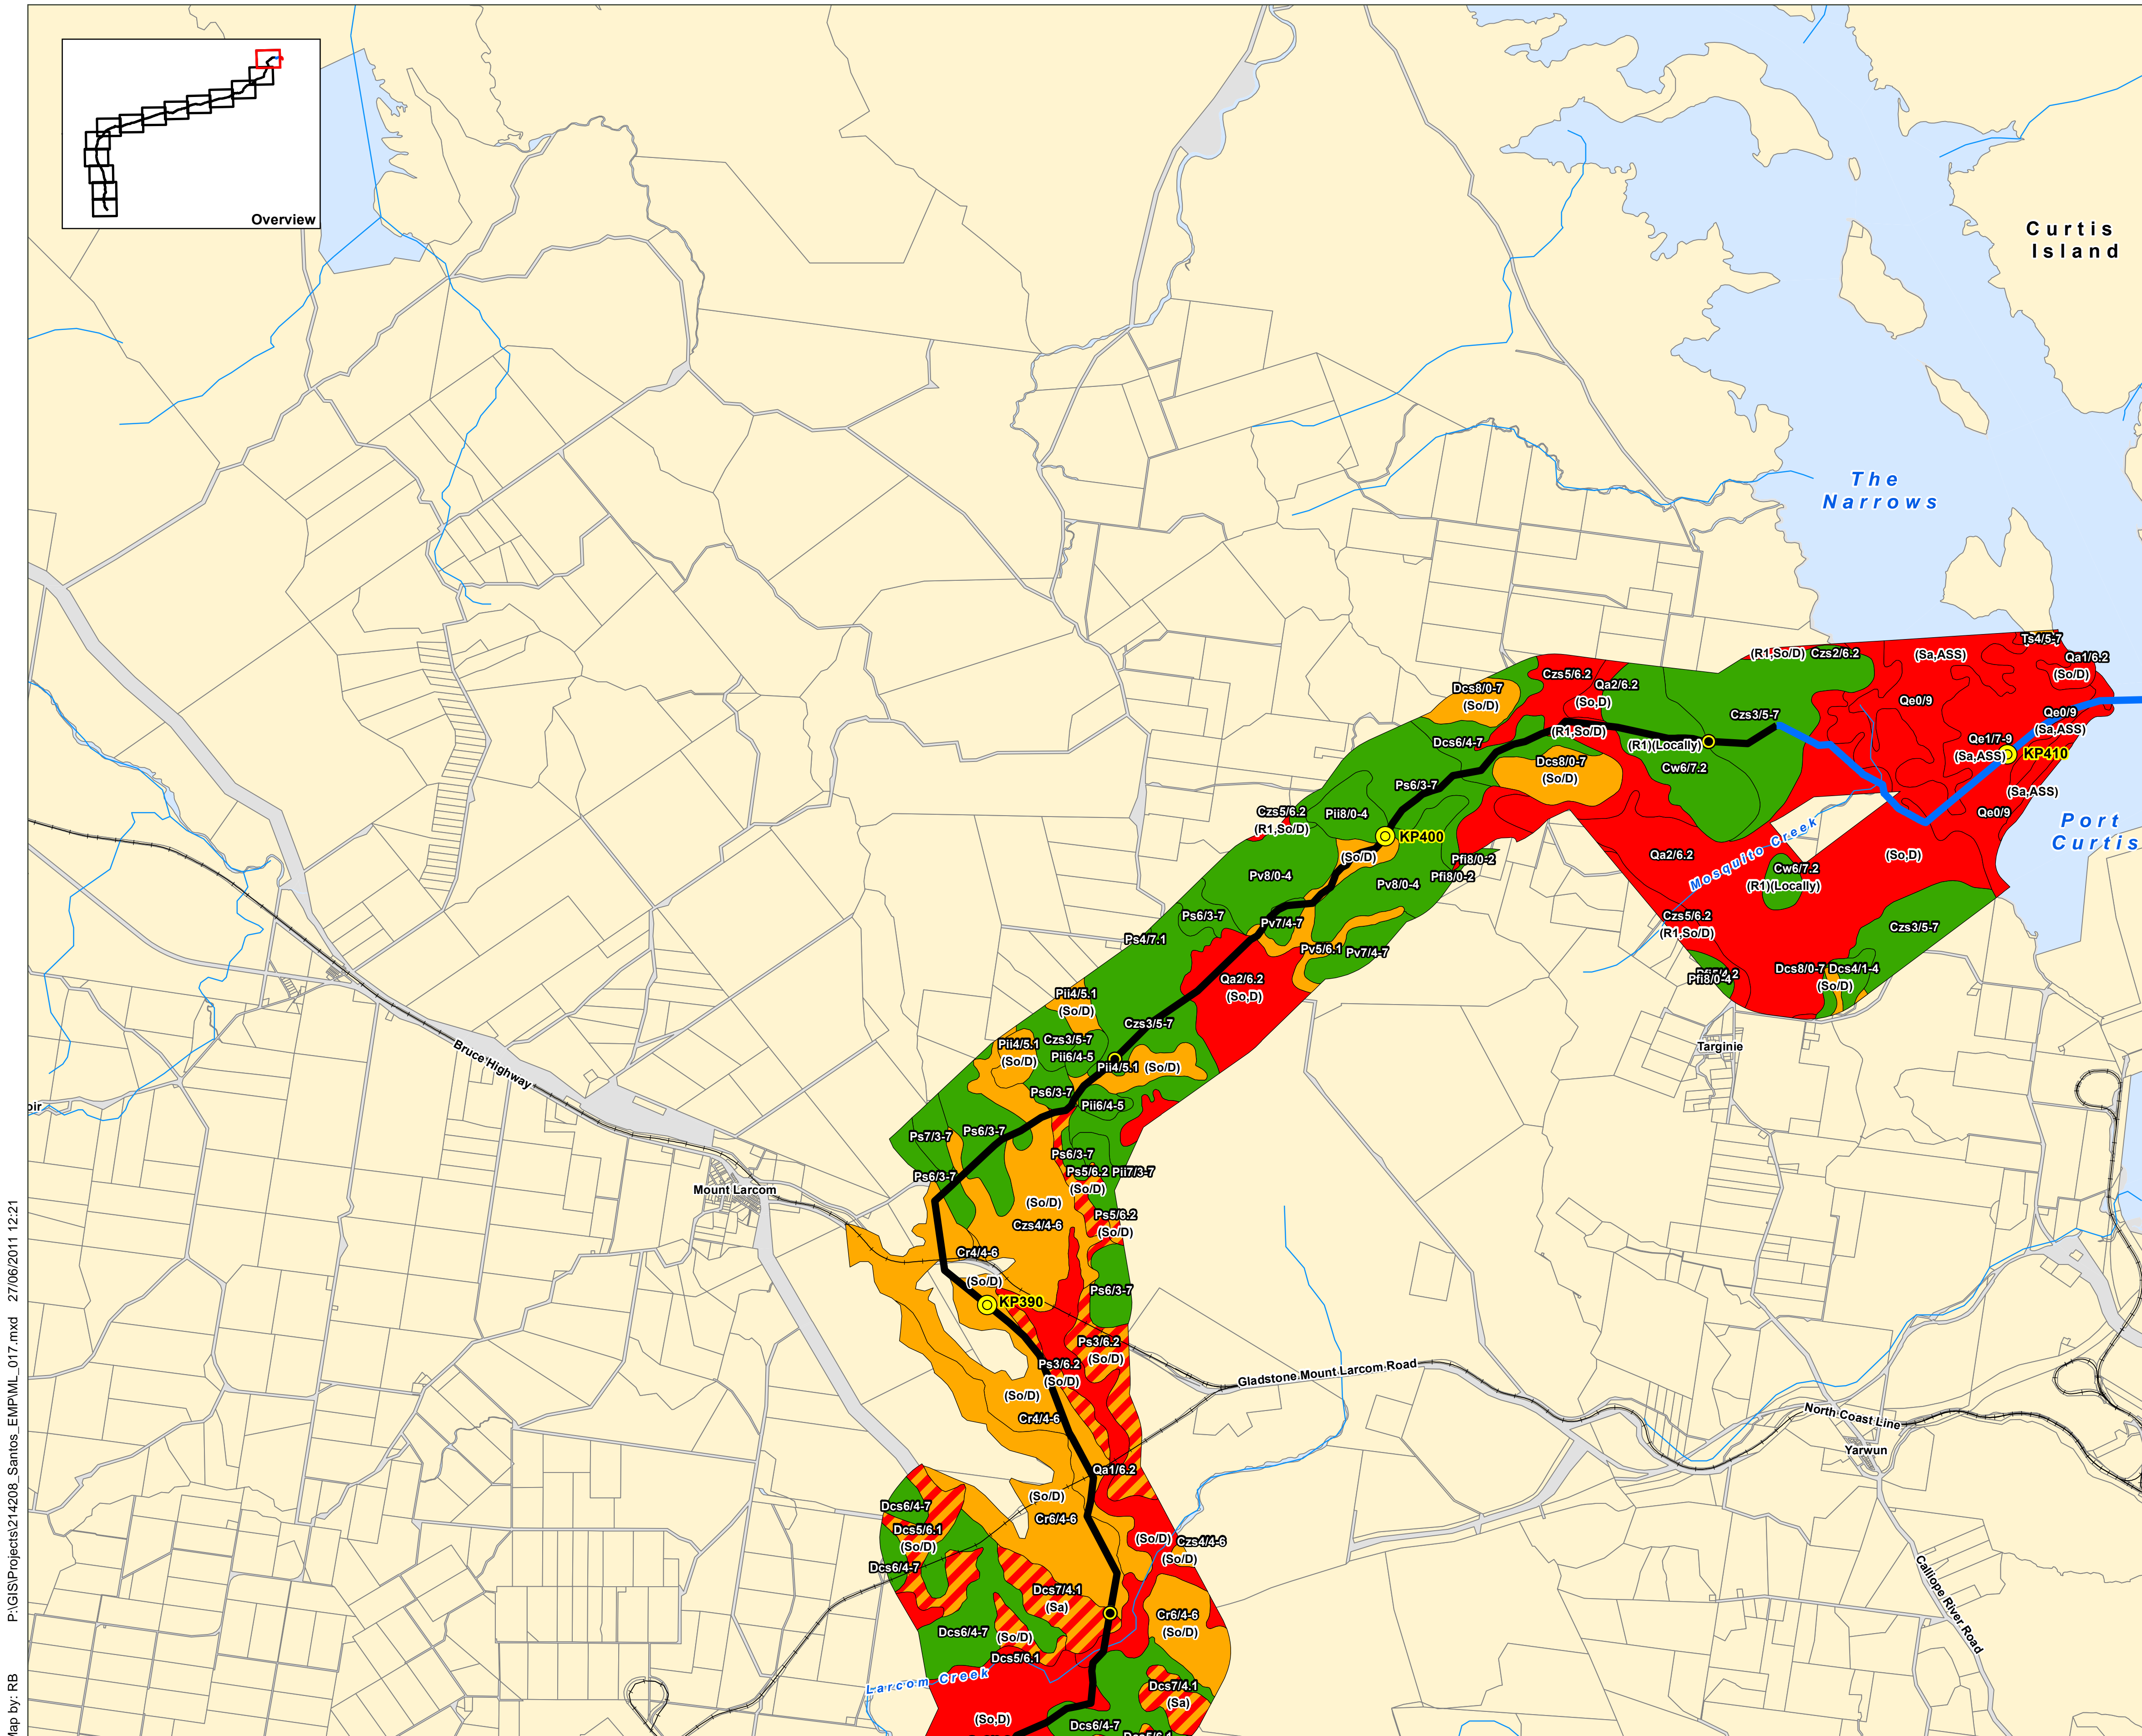 Overview
Curtis
Island
The
Narrows
Ts4/5-7
(R1,So/D) Czs2/6.2
(Sa,ASS)
Qa1/6.2
(So/D)
Czs5/6.2
Qa2/6.2
(So,D)
Dcs8/0-7
(So/D)
Qe0/9
Czs3/5-7
Qe0/9
(Sa,ASS)
(R1,So/D)
Dcs6/4-7
(R1)(Locally)
Qe1/7-9
(Sa,ASS)
KP410
Dcs8/0-7
(So/D)
Cw6/7.2
Ps6/3-7
(Sa,ASS)
Czs5/6.2
(R1,So/D)
Pii8/0-4
Qe0/9
Port
Curtis
KP400
Mosquito Creek
(So/D)
Pfi8/0-2
Pfi8/0-2
Qa2/6.2
(So,D)
Pv8/0-4
Pv8/0-4
Cw6/7.2
(R1)(Locally)
Ps6/3-7
Pv7/4-7
Czs5/6.2
(R1,So/D)
Czs3/5-7
Ps4/7.1
Pv5/6.1
Pv7/4-7
Qa2/6.2
(So,D)
Pfi8/0-4
Dcs8/0-7
Dcs4/1-4
(So/D)
Pii4/5.1
(So/D)
Czs3/5-7
Pii4/5.1
(So/D)
Czs3/5-7
Pii6/4-5
Pii4/5.1
(So/D)
Targinie
Bruce Highway
Ps6/3-7
Pii6/4-5
Ps7/3-7
Ps6/3-7
Ps6/3-7
Ps6/3-7
Ps5/6.2
(So/D)
Pii7/3-7
Mount Larcom
(So/D)
Czs4/4-6
Ps5/6.2
(So/D)
Cr4/4-6
(So/D)
Ps6/3-7
KP390
Ps3/6.2
(So/D)
Ps3/6.2
(So/D)
Gladstone Mount Larcom Road
(So/D)
Cr4/4-6
North Coast Line
Yarwun
Qa1/6.2
(So/D)
Cr6/4-6
Dcs6/4-7
Dcs5/6.1
(So/D)
Dcs6/4-7
(So/D)
Czs4/4-6
(So/D)
Dcs7/4.1
(Sa)
Cr6/4-6
(So/D)
Calliope River Road
Dcs6/4-7
(So/D)
Dcs5/6.1
Larcom Creek
Dcs7/4.1
(Sa)
(So,D)
Dcs6/4-7
Map by: RB P:\GIS\Projects\214208_Santos_EMP\ML_017.mxd 27/06/2011 12:21